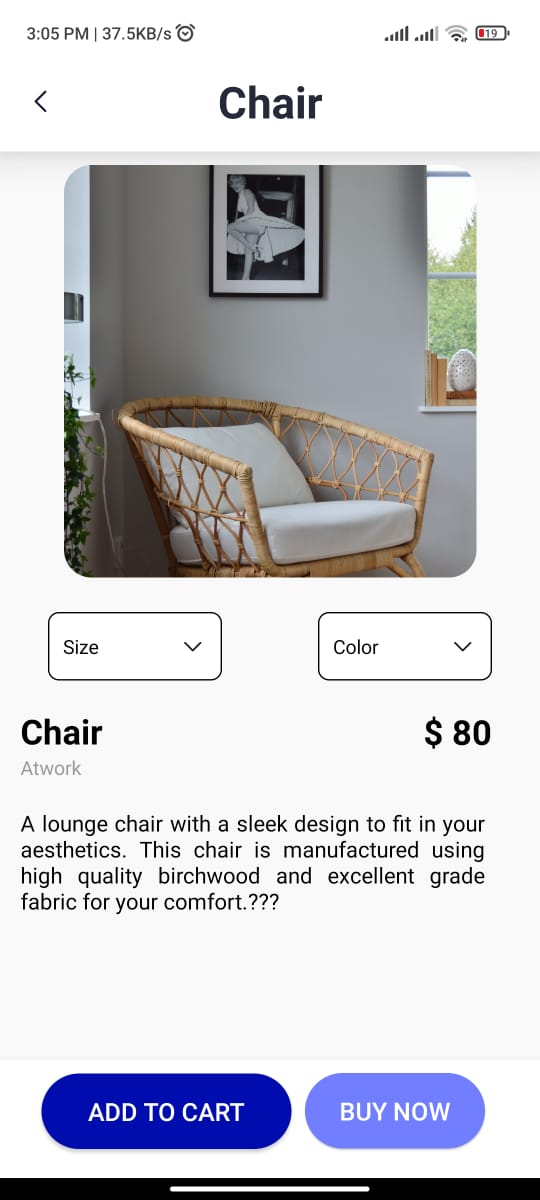 3:05 PM | 37.5KB/s
19
Chair
Size
Color
Chair
$ 80
Atwork
A lounge chair with a sleek design to fit in your
aesthetics. This chair is manufactured using
high quality birchwood and excellent grade
fabric for your comfort.???
ADD TO CART
BUY NOW